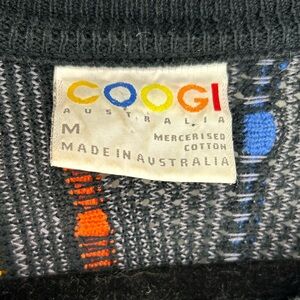 COOGI
AUSTRALIA
M MERCERISED
COTTON
MADE IN AUSTRALIA